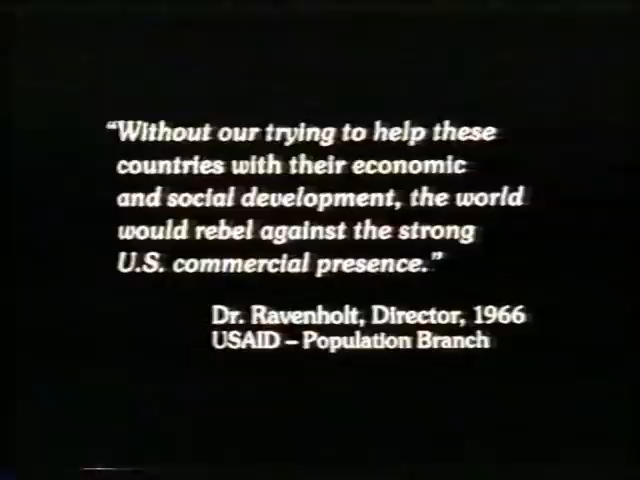 “Without our trying to help these
countries with their economic
and social development, the world
would rebel against the strong
U.S. commercial presence.”
Dr. Ravenholt, Director, 1966
USAID – Population Branch